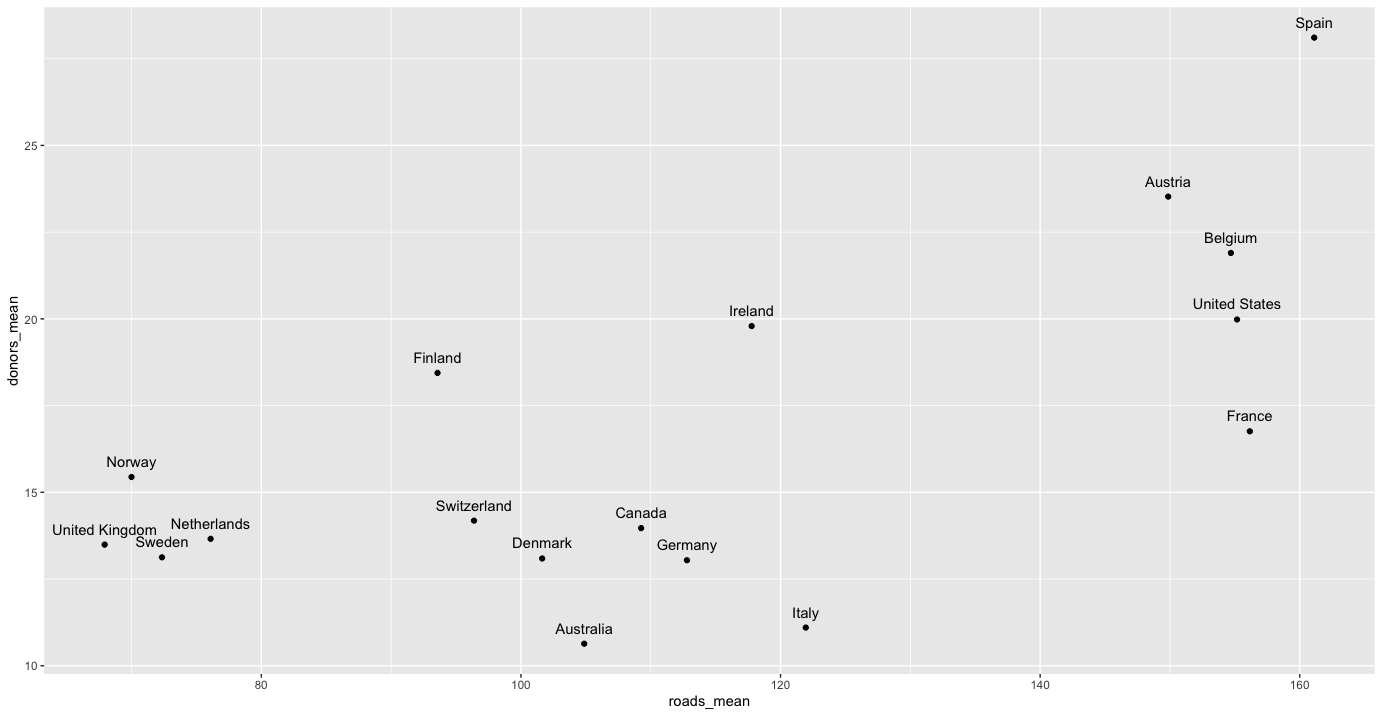 Spain
25
Austria
Belgium
United States
Ireland
20
Finland
France
Norway
15
Switzerland
Canada
Netherlands
United Kingdom
Sweden
Denmark
Germany
Italy
Australia
10
donors_mean
80
100
120
140
160
roads_mean